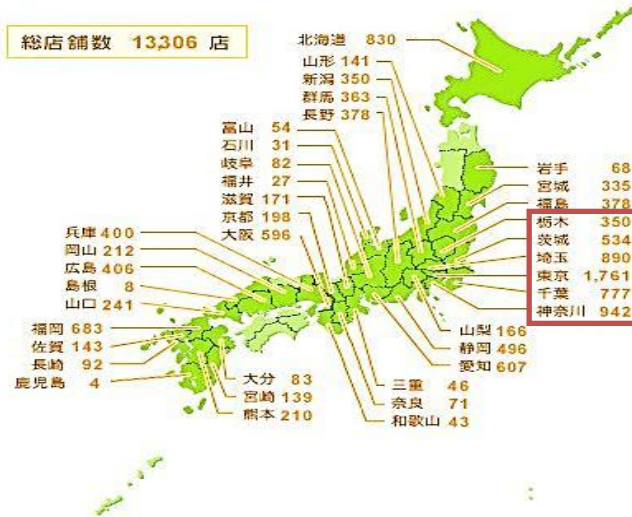 総店舗数 13,306 店
北海道 830
山形 141
新潟 350
群馬 363
長野 378
富山 54
石川 31
岐阜 82
福井 27
滋賀 171
京都 198
大阪 596
兵庫 400
岡山 212
広島 406
島根 8
山口 241
福岡 683
佐賀 143
長崎 92
鹿児島 4
大分 83
宮崎 139
熊本 210
岩手 68
宮城 335
福島 378
栃木 350
茨城 534
埼玉 890
東京 1,761
千葉 777
神奈川 942
山梨 166
静岡 496
愛知 607
三重 46
奈良 71
和歌山 43